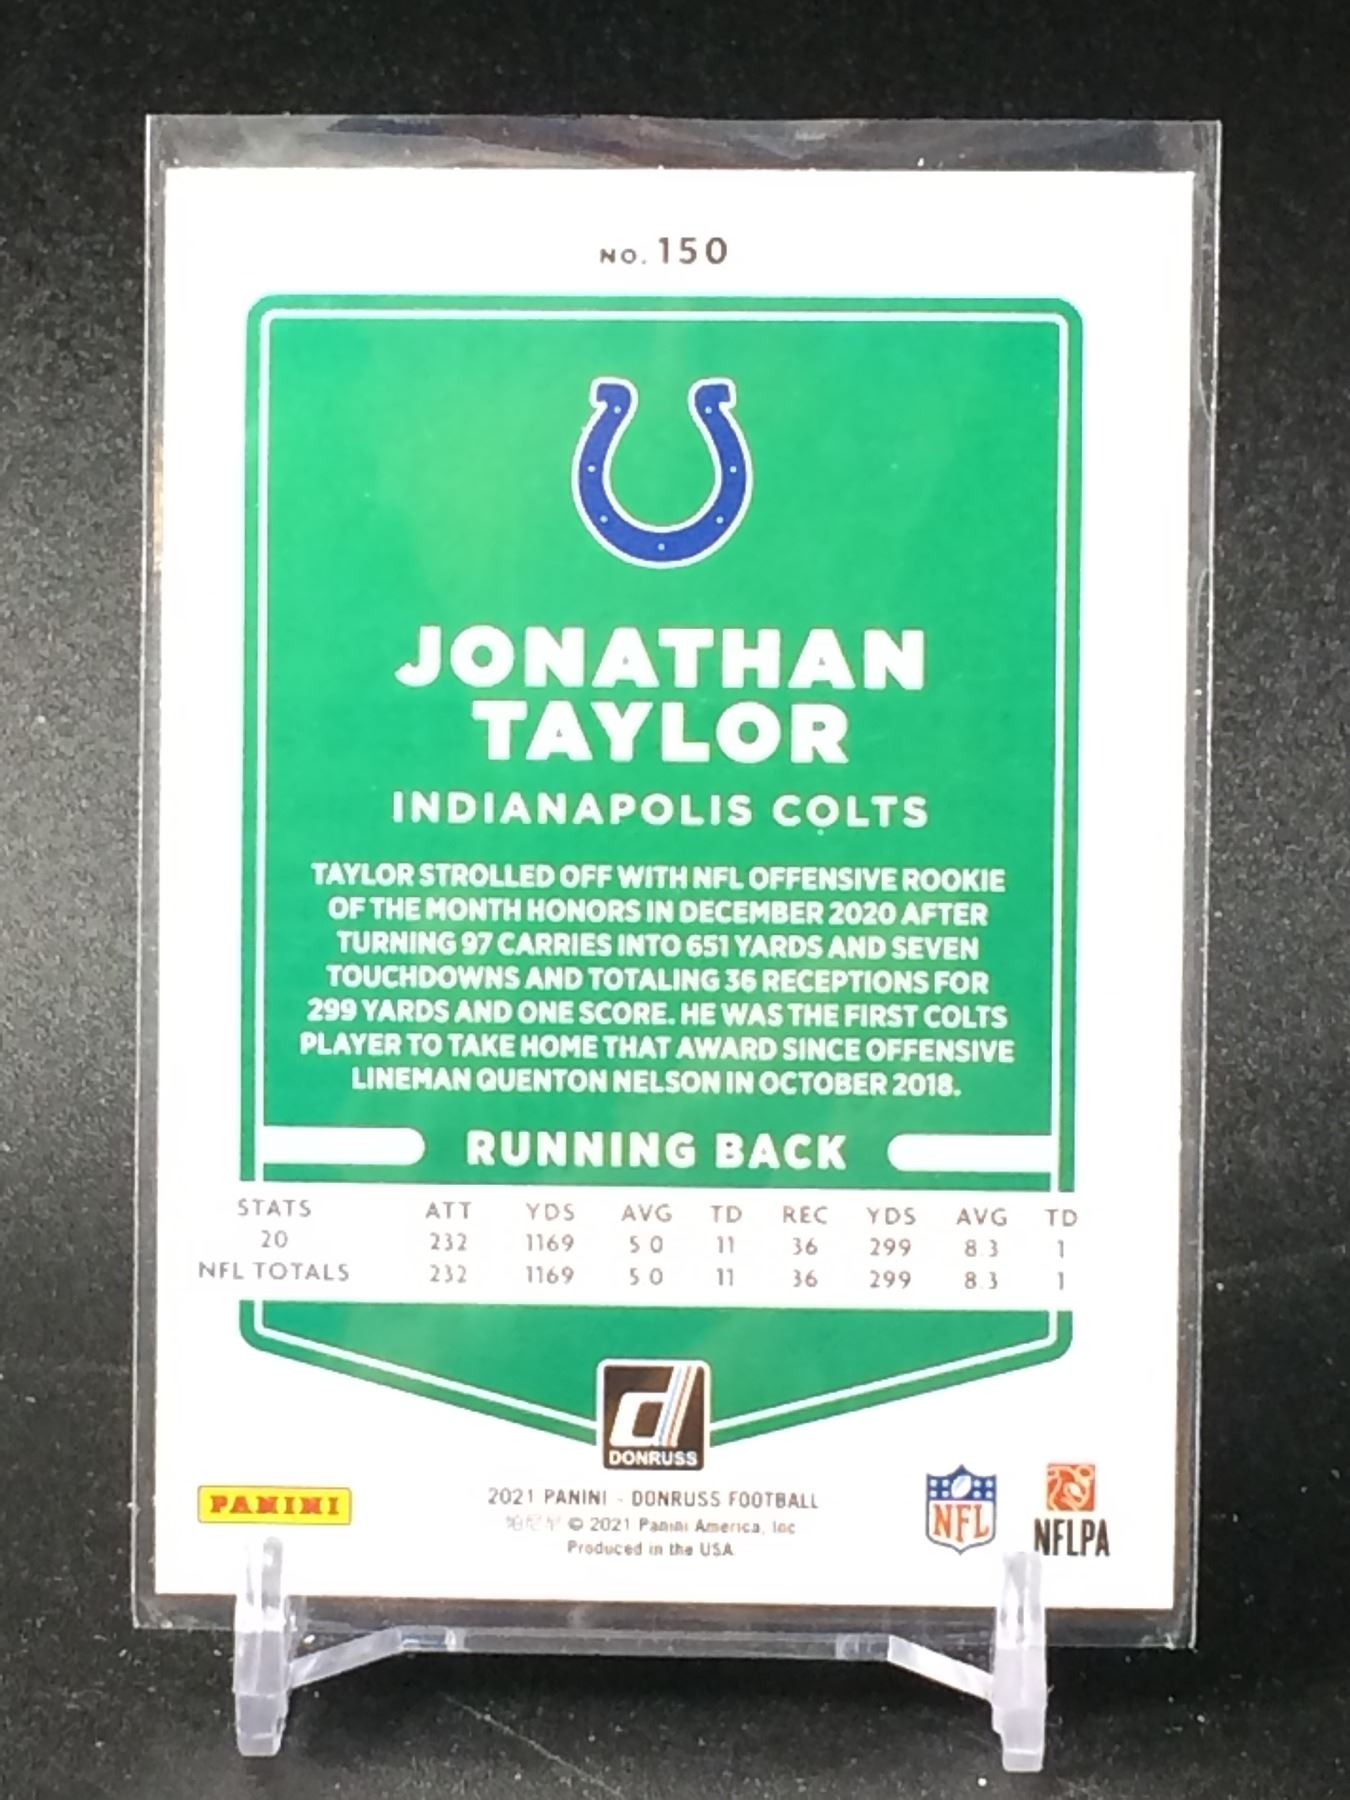 NO. 150
JONATHAN
TAYLOR
INDIANAPOLIS COLTS
TAYLOR STROLLED OFF WITH NFL OFFENSIVE ROOKIE
OF THE MONTH HONORS IN DECEMBER 2020 AFTER
TURNING 97 CARRIES INTO 651 YARDS AND SEVEN
TOUCHDOWNS AND TOTALING 36 RECEPTIONS FOR
299 YARDS AND ONE SCORE. HE WAS THE FIRST COLTS
PLAYER TO TAKE HOME THAT AWARD SINCE OFFENSIVE
LINEMAN QUENTON NELSON IN OCTOBER 2018.
RUNNING BACK
STATS ATT YDS AVG TD REC YDS AVG TD
20 232 1169 5.0 11 36 299 8.3 1
NFL TOTALS 232 1169 5.0 11 36 299 8.3 1
d
DONRUSS
PANINI
2021 PANINI - DONRUSS FOOTBALL
帕尼尼 © 2021 Panini America, Inc
Produced in the USA
NFL
NFLPA